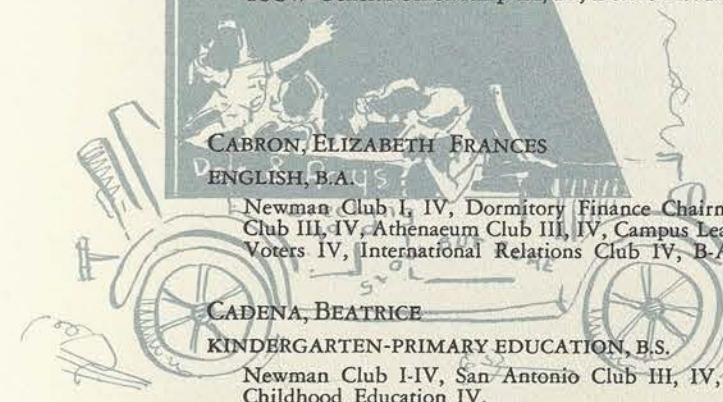 CABRON, ELIZABETH FRANCES
ENGLISH, B.A.
Newman Club I, IV, Dormitory Finance Chairm
Club III, IV, Athenaeum Club III, IV, Campus Lea
Voters IV, International Relations Club IV, B-A
CADENA, BEATRICE
KINDERGARTEN-PRIMARY EDUCATION, B.S.
Newman Club I-IV, San Antonio Club III, IV,
Childhood Education IV.